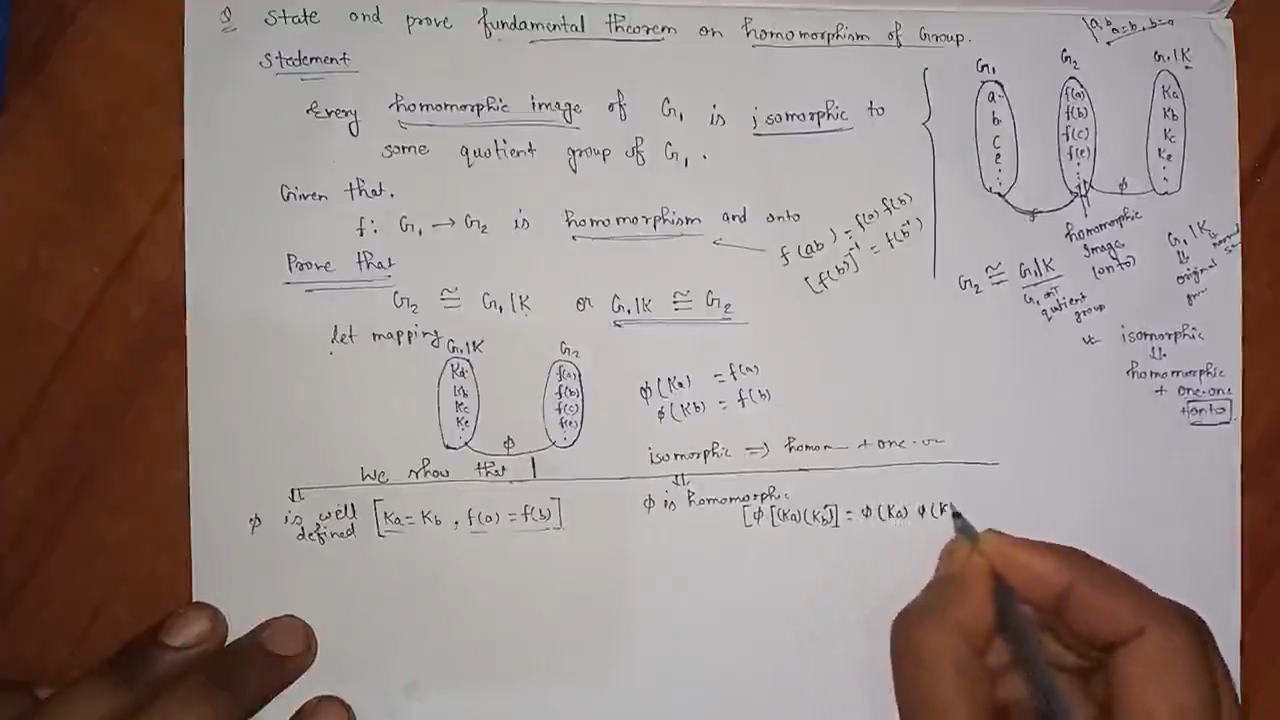 Q State and prove fundamental theorem on homomorphism of Group.
Statement
Every homomorphic image of G₁ is isomorphic to
some quotient group of G₁.
Given that,
f: G₁ → G₂ is homomorphism and onto
f(ab) = f(a) f(b)
[f(b)]⁻¹ = f(b⁻¹)
Prove that
G₂ ≅ G₁/K or G₁/K ≅ G₂
Let mapping
G₁/K G₂
Ka f(a)
Kb f(b)
Kc f(c)
Ke f(e)
ϕ
ϕ(Ka) = f(a)
ϕ(Kb) = f(b)
isomorphic => homom + one-
We show that
ϕ is well defined [Ka = Kb, f(a) = f(b)]
ϕ is homomorphic
[ϕ[(Ka)(Kb)] = ϕ(Ka) ϕ(K
a=b, b=a
G₁ G₂ G₁/K
a f(a) Ka
b f(b) Kb
c f(c) Kc
e f(e) Ke
f ϕ
homomorphic
image
(onto)
G₂ ≅ G₁/K
quotient
group
G₁/K
original
isomorphic
homomorphic
+ one-one
+ onto